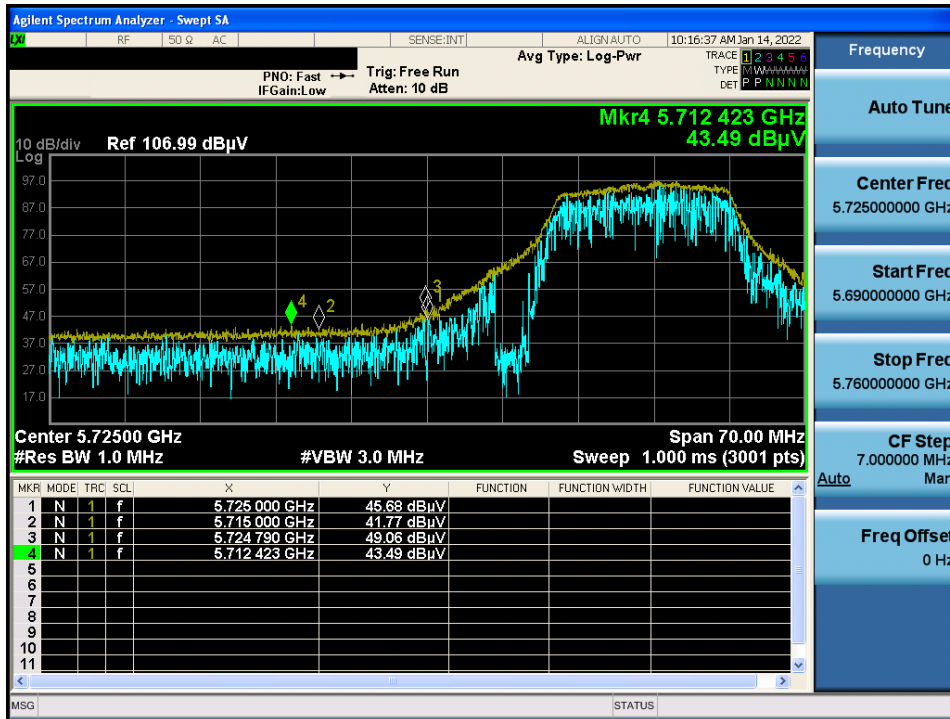 Agilent Spectrum Analyzer - Swept SA
LXI RF 50 Ω AC SENSE:INT ALIGN AUTO 10:16:37 AM Jan 14, 2022
Frequency
PNO: Fast Trig: Free Run Avg Type: Log-Pwr TRACE 1 2 3 4 5 6
IFGain:Low Atten: 10 dB TYPE M W W W W W
DET P P N N N N
Auto Tune
Mkr4 5.712 423 GHz
43.49 dBµV
10 dB/div Ref 106.99 dBµV
Log
97.0
87.0
77.0
67.0
57.0
47.0
37.0
27.0
17.0
4 2 3 1
Center Freq
5.725000000 GHz
Start Freq
5.690000000 GHz
Stop Freq
5.760000000 GHz
CF Step
7.000000 MHz
Auto Man
Freq Offset
0 Hz
Center 5.72500 GHz Span 70.00 MHz
#Res BW 1.0 MHz #VBW 3.0 MHz Sweep 1.000 ms (3001 pts)
MKR MODE TRC SCL X Y FUNCTION FUNCTION WIDTH FUNCTION VALUE
1 N 1 f 5.725 000 GHz 45.68 dBµV
2 N 1 f 5.715 000 GHz 41.77 dBµV
3 N 1 f 5.724 790 GHz 49.06 dBµV
4 N 1 f 5.712 423 GHz 43.49 dBµV
5
6
7
8
9
10
11
MSG STATUS